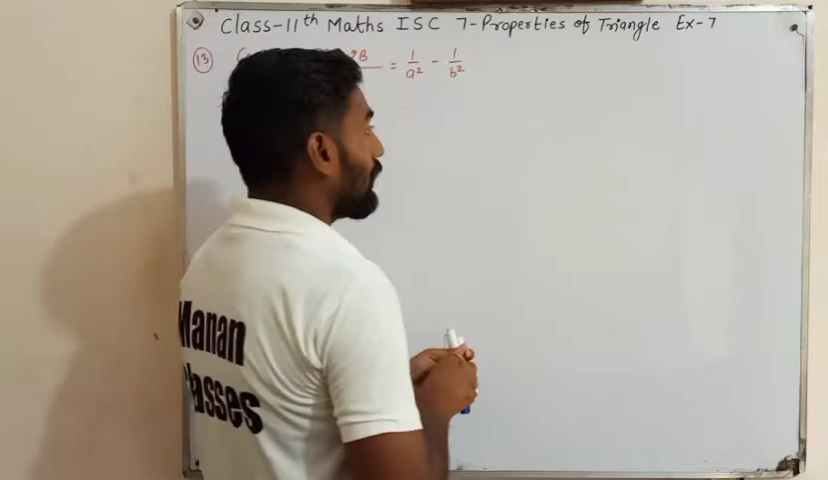 Class-11th Maths ISC 7-Properties of Triangle Ex-7
13 2B = 1/a² - 1/b²
Manan
classes